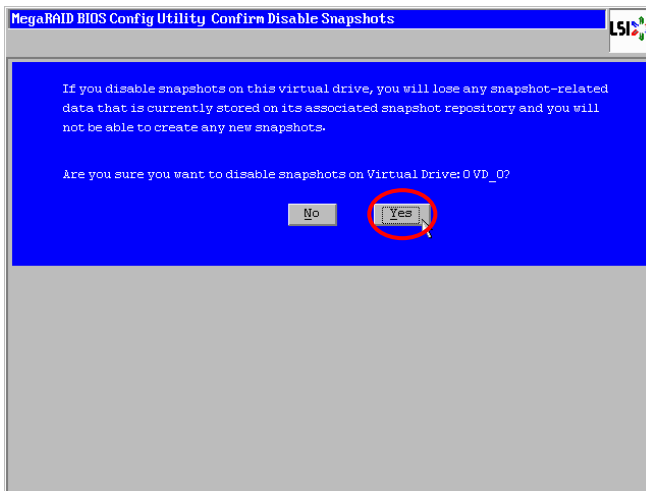 MegaRAID BIOS Config Utility Confirm Disable Snapshots
LSI
If you disable snapshots on this virtual drive, you will lose any snapshot-related
data that is currently stored on its associated snapshot repository and you will
not be able to create any new snapshots.
Are you sure you want to disable snapshots on Virtual Drive: 0 VD_0?
No Yes